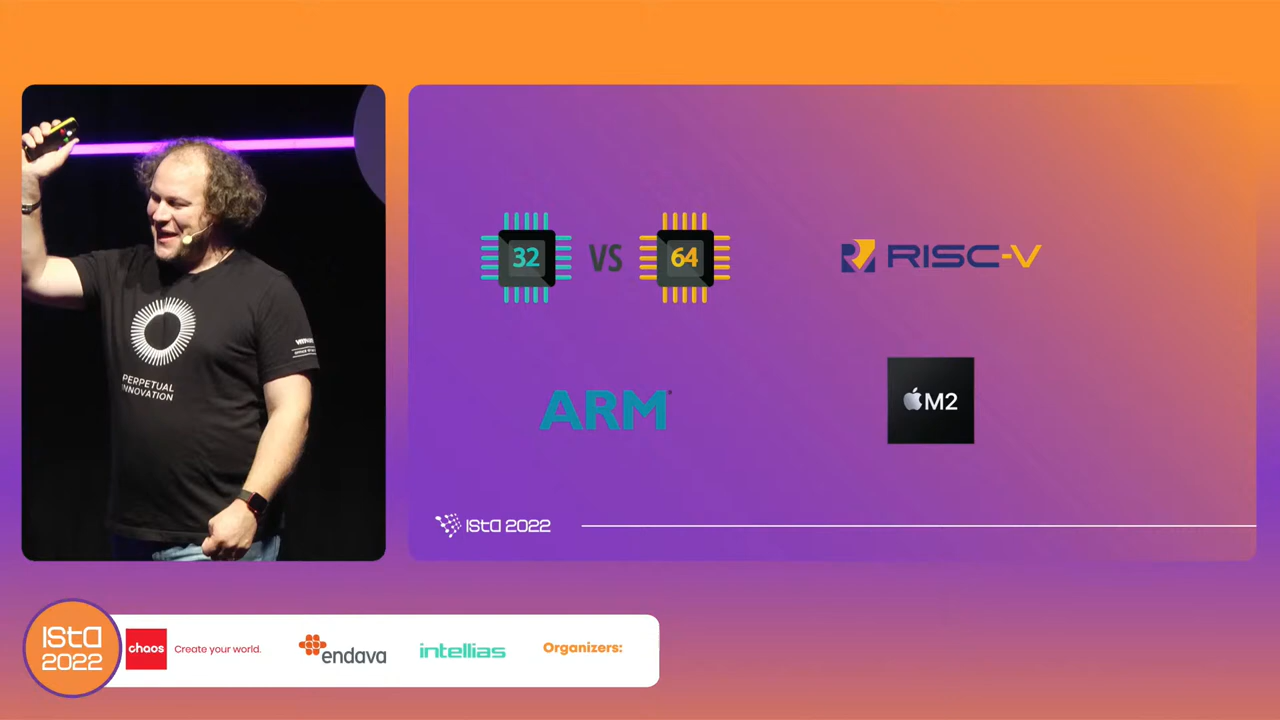 PERPETUAL
INNOVATION
32 VS 64
RISC-V
ARM
M2
ISTA 2022
ISTA
2022
chaos
Create your world.
endava
intellias
Organizers: